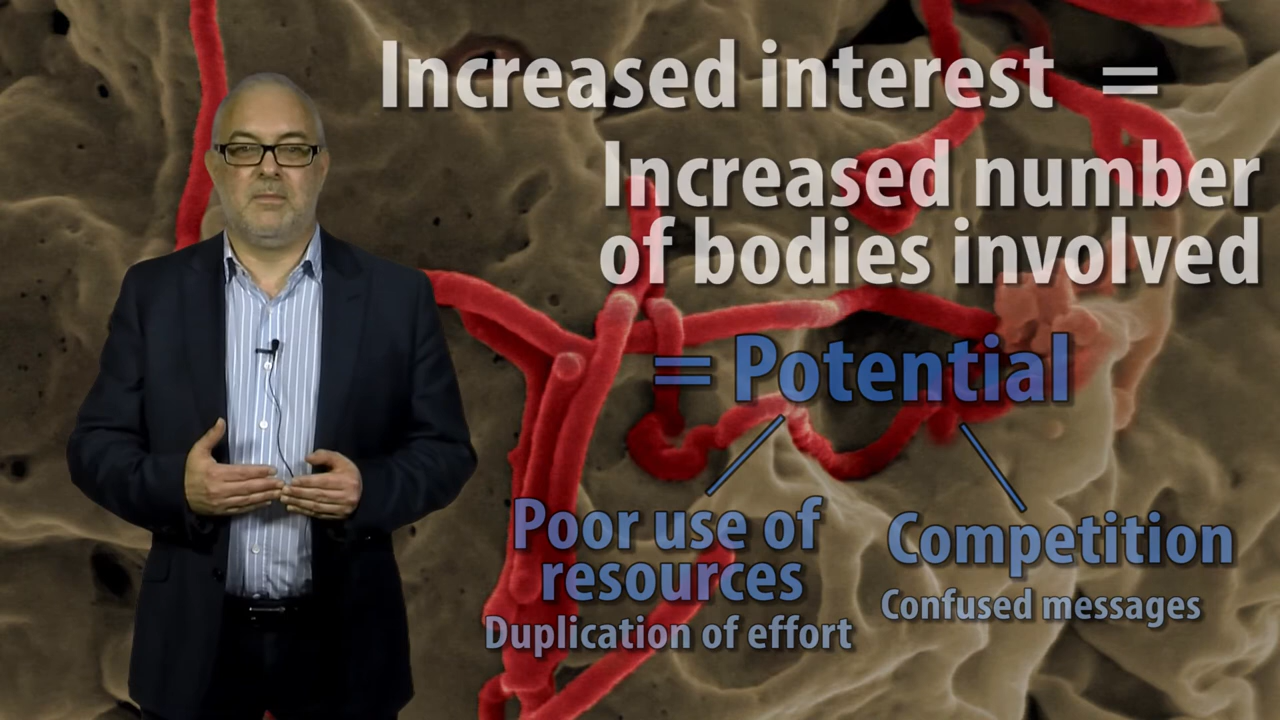 Increased interest =
Increased number
of bodies involved
= Potential
Poor use of
resources
Duplication of effort
Competition
Confused messages